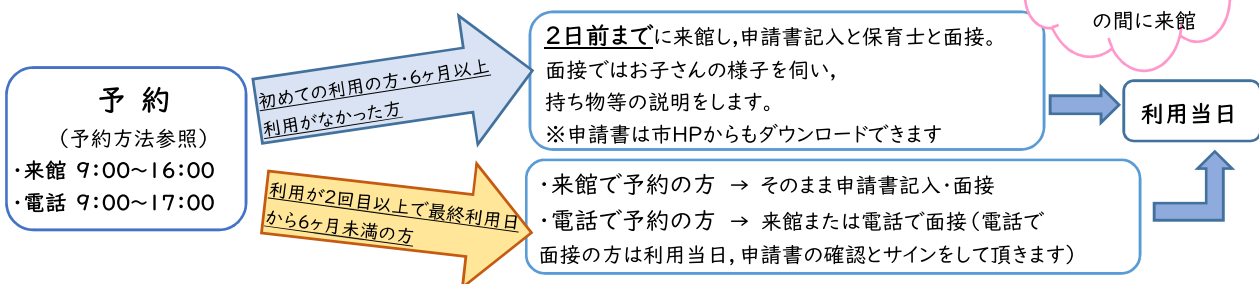 の間に来館
予 約
(予約方法参照)
・来館 9:00～16:00
・電話 9:00～17:00
初めての利用の方・6ヶ月以上
利用がなかった方
2日前までに来館し,申請書記入と保育士と面接。
面接ではお子さんの様子を伺い,
持ち物等の説明をします。
※申請書は市HPからもダウンロードできます
利用が2回目以上で最終利用日
から6ヶ月未満の方
・来館で予約の方 → そのまま申請書記入・面接
・電話で予約の方 → 来館または電話で面接(電話で
面接の方は利用当日,申請書の確認とサインをして頂きます)
利用当日